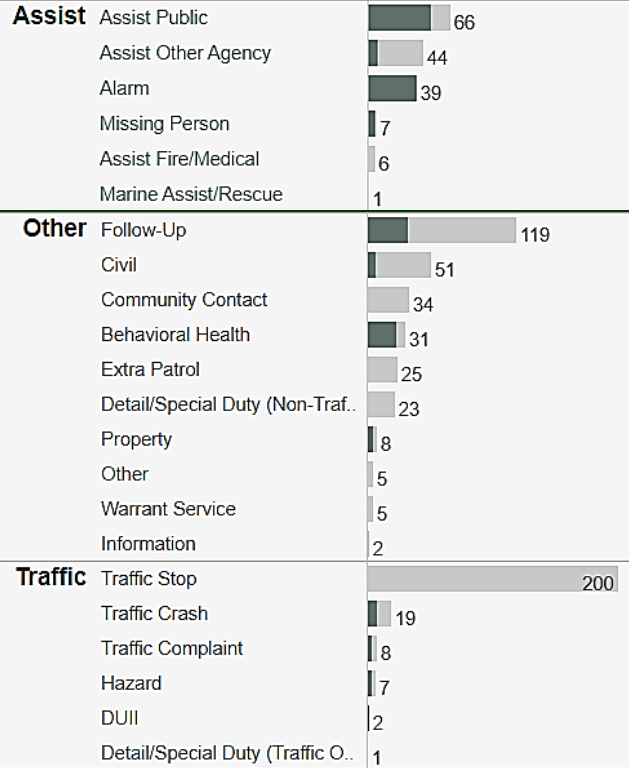 Assist Assist Public 66
Assist Other Agency 44
Alarm 39
Missing Person 7
Assist Fire/Medical 6
Marine Assist/Rescue 1
Other Follow-Up 119
Civil 51
Community Contact 34
Behavioral Health 31
Extra Patrol 25
Detail/Special Duty (Non-Traf.. 23
Property 8
Other 5
Warrant Service 5
Information 2
Traffic Traffic Stop 200
Traffic Crash 19
Traffic Complaint 8
Hazard 7
DUII 2
Detail/Special Duty (Traffic O.. 1